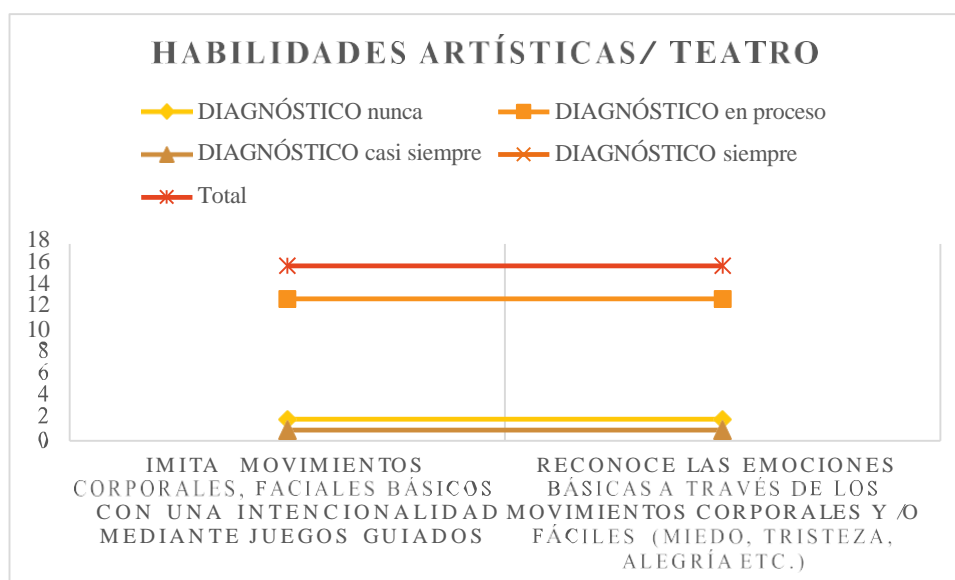 HABILIDADES ARTÍSTICAS/ TEATRO
DIAGNÓSTICO nunca
DIAGNÓSTICO en proceso
DIAGNÓSTICO casi siempre
DIAGNÓSTICO siempre
Total
18
16
14
12
10
8
6
4
2
0
IMITA MOVIMIENTOS
CORPORALES, FACIALES BÁSICOS
CON UNA INTENCIONALIDAD
MEDIANTE JUEGOS GUIADOS
RECONOCE LAS EMOCIONES
BÁSICAS A TRAVÉS DE LOS
MOVIMIENTOS CORPORALES Y /O
FÁCILES (MIEDO, TRISTEZA,
ALEGRÍA ETC.)